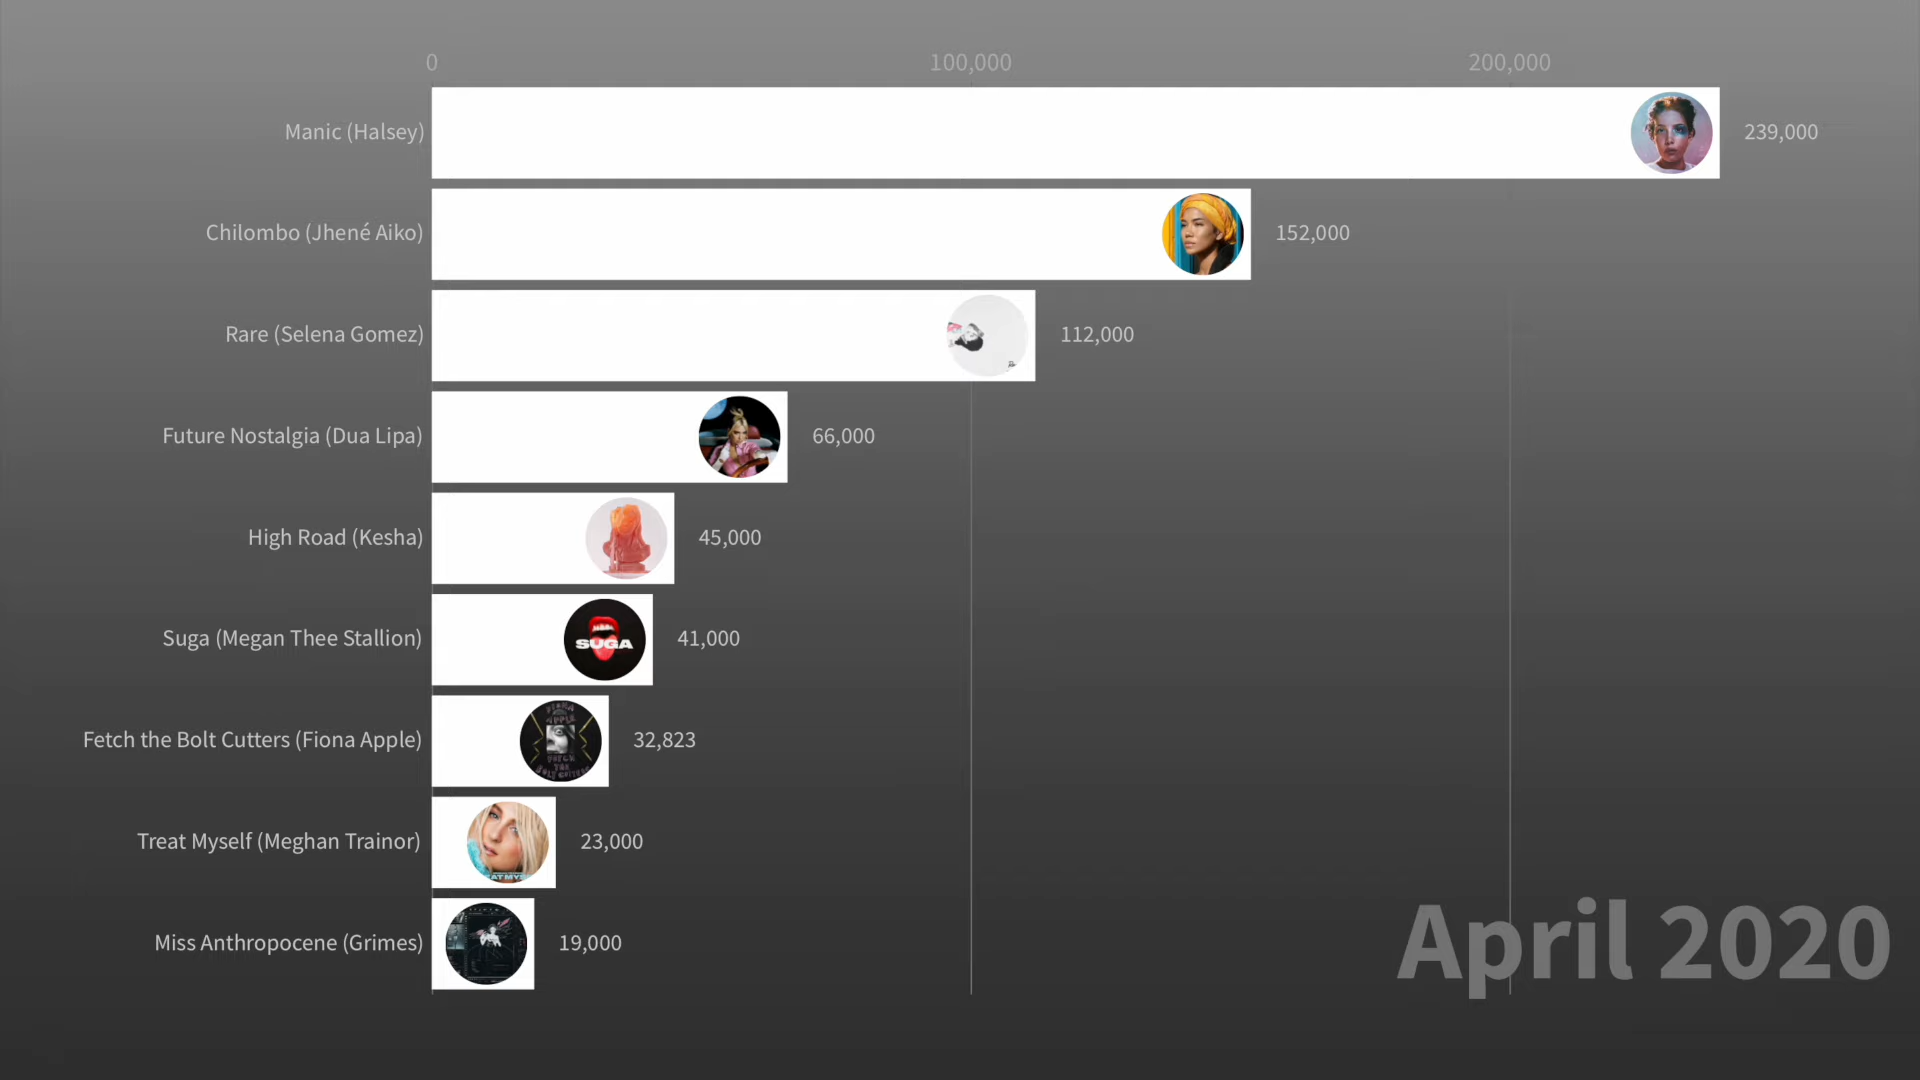 0 100,000 200,000
Manic (Halsey) 239,000
Chilombo (Jhené Aiko) 152,000
Rare (Selena Gomez) 112,000
Future Nostalgia (Dua Lipa) 66,000
High Road (Kesha) 45,000
Suga (Megan Thee Stallion) SUGA 41,000
Fetch the Bolt Cutters (Fiona Apple) 32,823
Treat Myself (Meghan Trainor) 23,000
Miss Anthropocene (Grimes) 19,000
April 2020